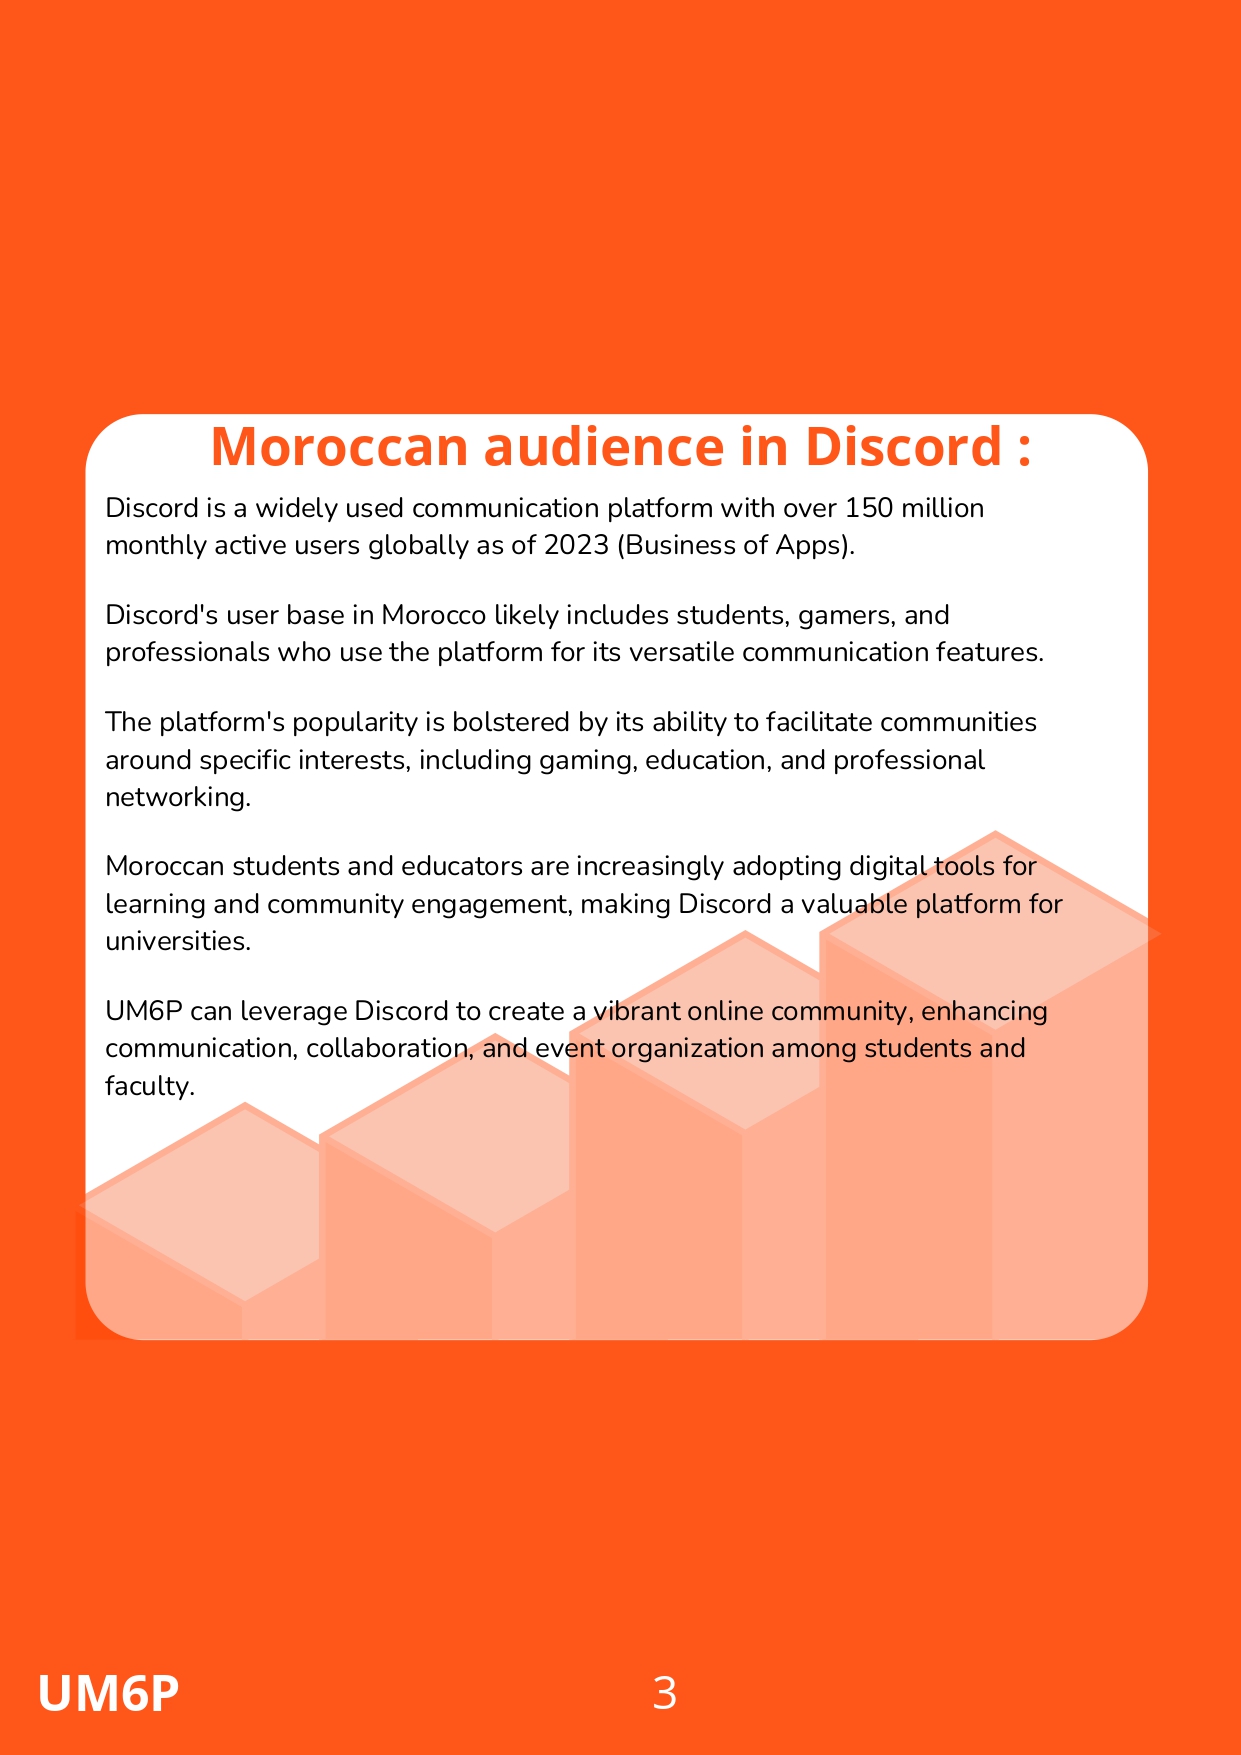 Moroccan audience in Discord :
Discord is a widely used communication platform with over 150 million
monthly active users globally as of 2023 (Business of Apps).
Discord's user base in Morocco likely includes students, gamers, and
professionals who use the platform for its versatile communication features.
The platform's popularity is bolstered by its ability to facilitate communities
around specific interests, including gaming, education, and professional
networking.
Moroccan students and educators are increasingly adopting digital tools for
learning and community engagement, making Discord a valuable platform for
universities.
UM6P can leverage Discord to create a vibrant online community, enhancing
communication, collaboration, and event organization among students and
faculty.
UM6P
3